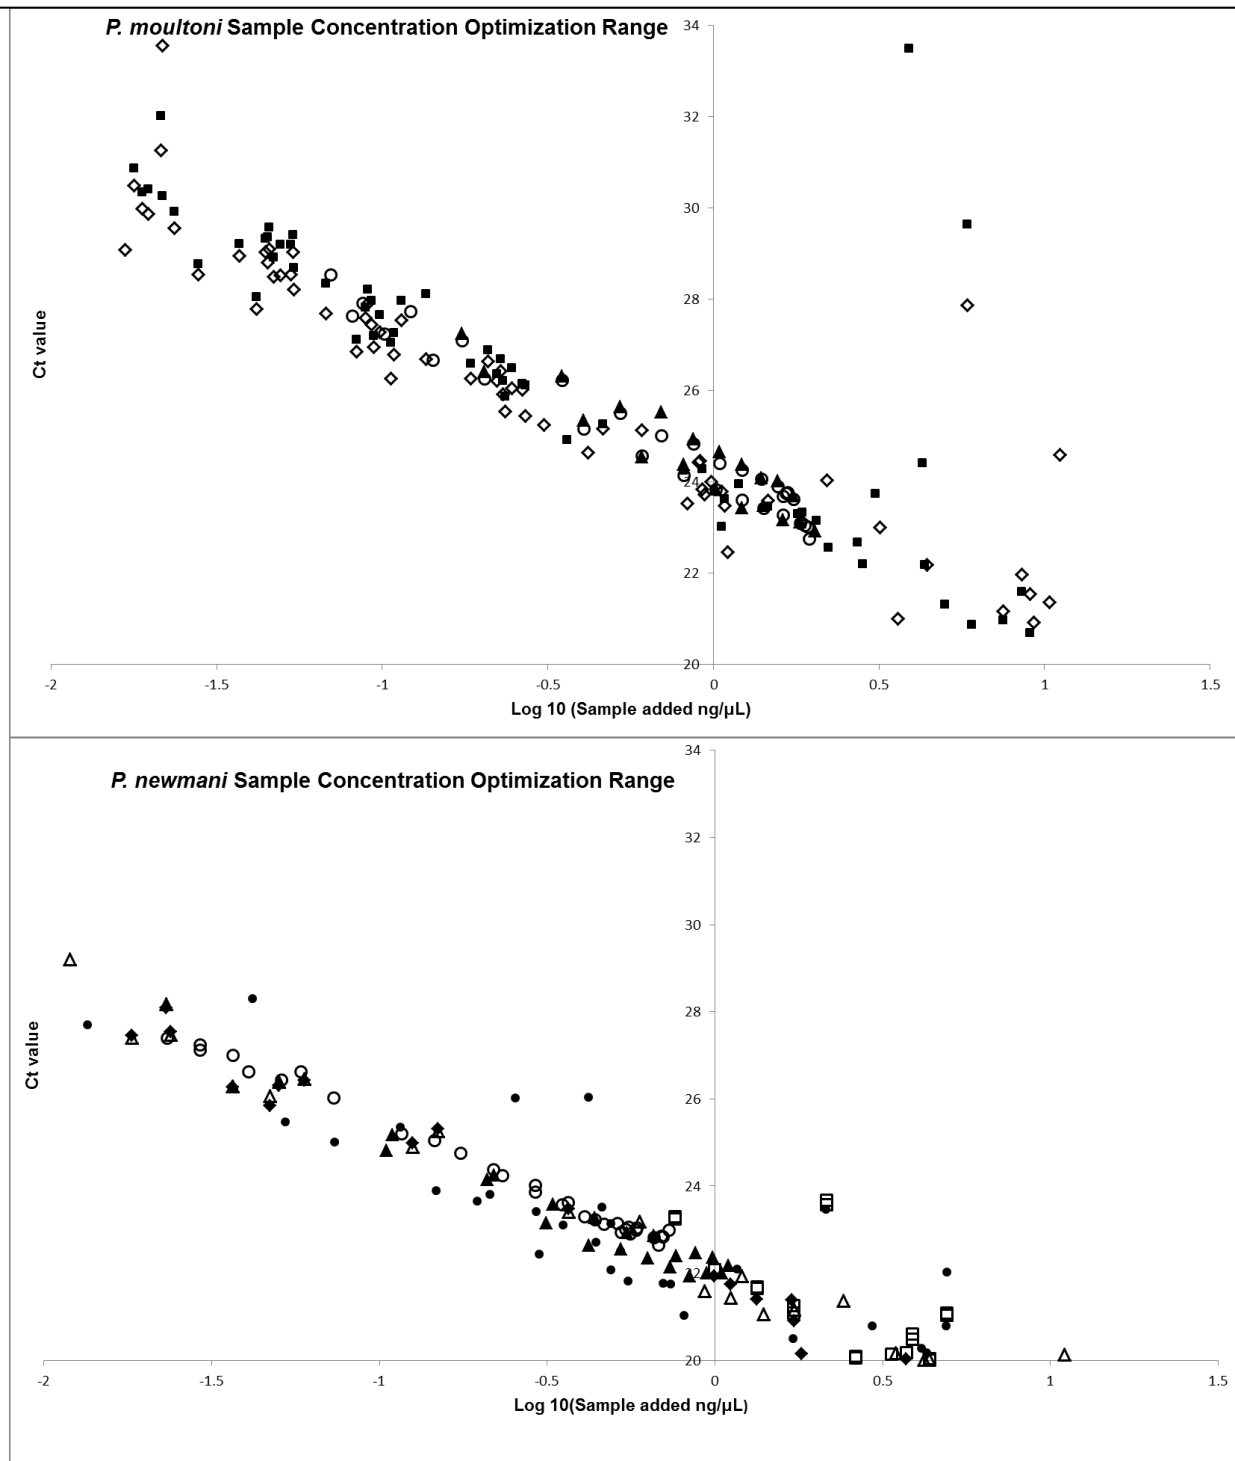 P. moultoni Sample Concentration Optimization Range
34
32
30
28
26
24
22
20
Ct value
-2 -1.5 -1 -0.5 0 0.5 1 1.5
Log 10 (Sample added ng/µL)
P. newmani Sample Concentration Optimization Range
34
32
30
28
26
24
22
20
Ct value
-2 -1.5 -1 -0.5 0 0.5 1 1.5
Log 10(Sample added ng/µL)